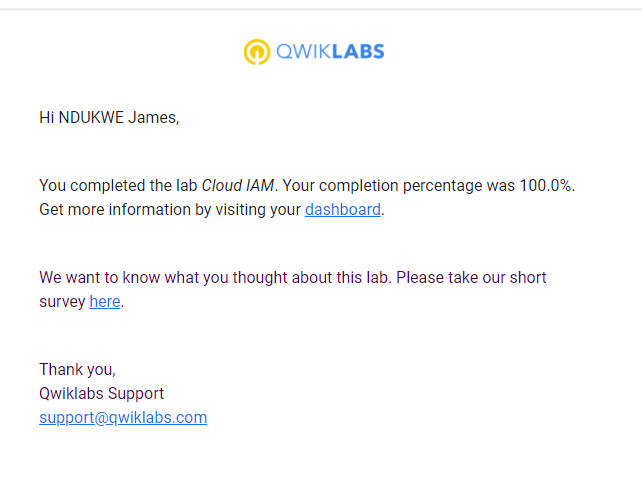 QWIKLABS
Hi NDUKWE James,
You completed the lab Cloud IAM. Your completion percentage was 100.0%.
Get more information by visiting your dashboard.
We want to know what you thought about this lab. Please take our short
survey here.
Thank you,
Qwiklabs Support
support@qwiklabs.com